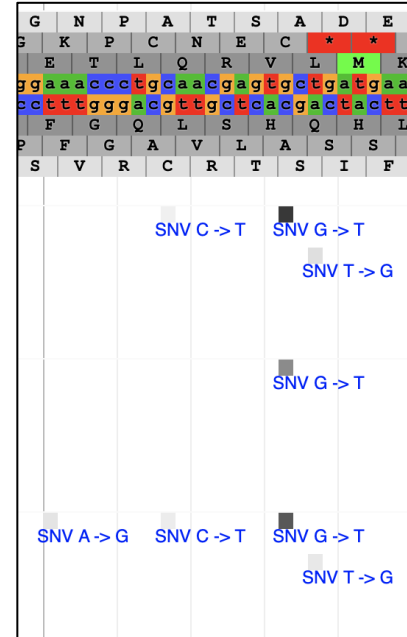 G N P A T S A D E
G K P C N E C * *
E T L Q R V L M K
ggaaaccctgcaacgagtgctgatgaa
cctttgggacgttgctcacgactactt
F G Q L S H Q H L
P F G A V L A S S
S V R C R T S I F
SNV C -> T SNV G -> T
SNV T -> G
SNV G -> T
SNV A -> G SNV C -> T SNV G -> T
SNV T -> G